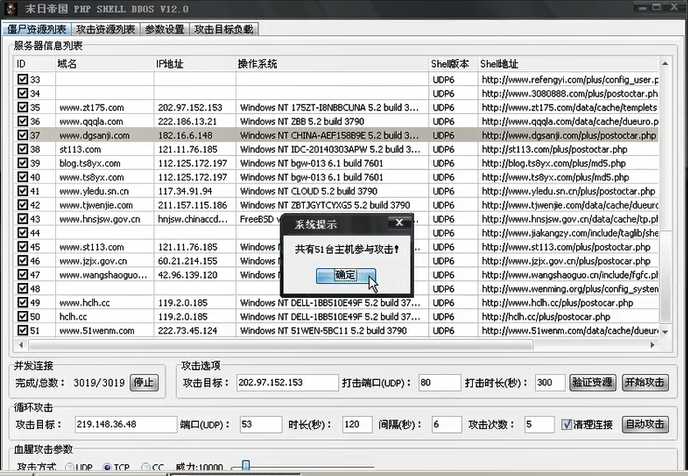 末日帝国 PHP SHELL DDOS V12.0
僵尸资源列表 攻击资源列表 参数设置 攻击目标负载
服务器信息列表
ID 域名 IP地址 操作系统 Shell版本 Shell地址
33 UDP6 http://www.refengyi.com/plus/config_user.p
34 UDP6 http://www.3080888.com/plus/postocar.php
35 www.zt175.com 202.97.152.153 Windows NT 175ZT-I8NBBCUNA 5.2 build 3... UDP6 http://www.zt175.com/data/cache/templets
36 www.qqqla.com 222.186.13.21 Windows NT ZBB 5.2 build 3790 UDP6 http://www.qqqla.com/data/cache/dueuro
37 www.dgsanji.com 182.16.6.148 Windows NT CHINA-AEF158B9E 5.2 build 3... UDP6 http://www.dgsanji.com/plus/postoctar.php
38 st113.com 121.11.76.185 Windows NT IDC-20140303APW 5.2 build 3... UDP6 http://st113.com/plus/postoctar.php
39 blog.ts8yx.com 112.125.172.197 Windows NT bgw-013 6.1 build 7601 UDP6 http://blog.ts8yx.com/plus/md5.php
40 www.ts8yx.com 112.125.172.197 Windows NT bgw-013 6.1 build 7601 UDP6 http://www.ts8yx.com/plus/md5.php
41 www.yledu.sn.cn 117.34.91.94 Windows NT CLOUD 5.2 build 3790 UDP6 http://www.yledu.sn.cn/plus/postoctar.php
42 www.tjwenjie.com 211.157.115.186 Windows NT ZBTJGYTCYXGS 5.2 build 3790 UDP6 http://www.tjwenjie.com/data/cache/dueuro
43 www.hnsjsw.gov.cn hnjsw.chinaccd... FreeBSD v UDP6 http://www.hnsjsw.gov.cn/data/cache/tp.ph
44 UDP6 http://www.jiakangzy.cn/include/helperss/
45 www.st113.com 121.11.76.185 Windows NT UDP6 http://www.st113.com/plus/postoctar.php
46 www.jzjx.gov.cn 60.21.214.155 Windows NT UDP6 http://www.jzjx.gov.cn/plus/postoctar.php
47 www.wangshaoguo... 42.96.139.120 Windows NT UDP6 http://www.wangshaoguang.cn/include/fgfc.php
48 UDP6 http://www.wenming.org/plus/config_system
49 www.hclh.cc 119.2.0.185 Windows NT DELL-1BB510E49F 5.2 build 37... UDP6 http://www.hclh.cc/plus/postocar.php
50 hclh.cc 119.2.0.185 Windows NT DELL-1BB510E49F 5.2 build 37... UDP6 http://hclh.cc/plus/postocar.php
51 www.51wenm.com 222.73.45.124 Windows NT 51WEN-5BC11 5.2 build 3790 UDP6 http://www.51wenm.com/data/cache/dueuro
系统提示
共有51台主机参与攻击!
确定
并发连接 攻击选项
完成/总数: 3019/3019 停止 攻击目标: 202.97.152.153 打击端口(UDP): 80 打击时长(秒): 300 验证资源 开始攻击
循环攻击
攻击目标: 219.148.36.48 端口(UDP): 53 时长(秒): 120 间隔(秒): 6 攻击次数: 5 清理连接 自动攻击
血腥攻击参数
攻击方式 UDP TCP CC 威力:10000